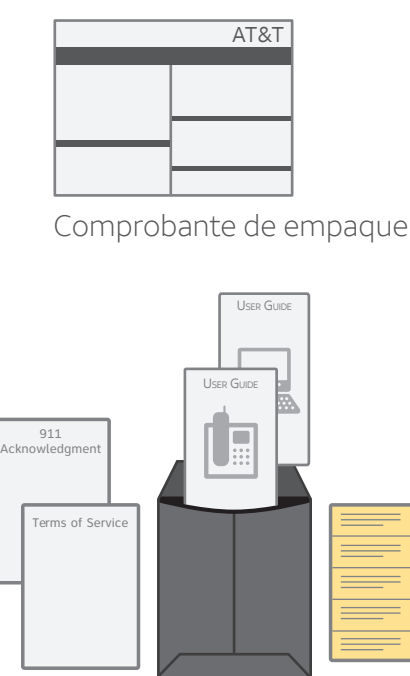 AT&T
Comprobante de empaque
USER GUIDE
USER GUIDE
911
Acknowledgment
Terms of Service